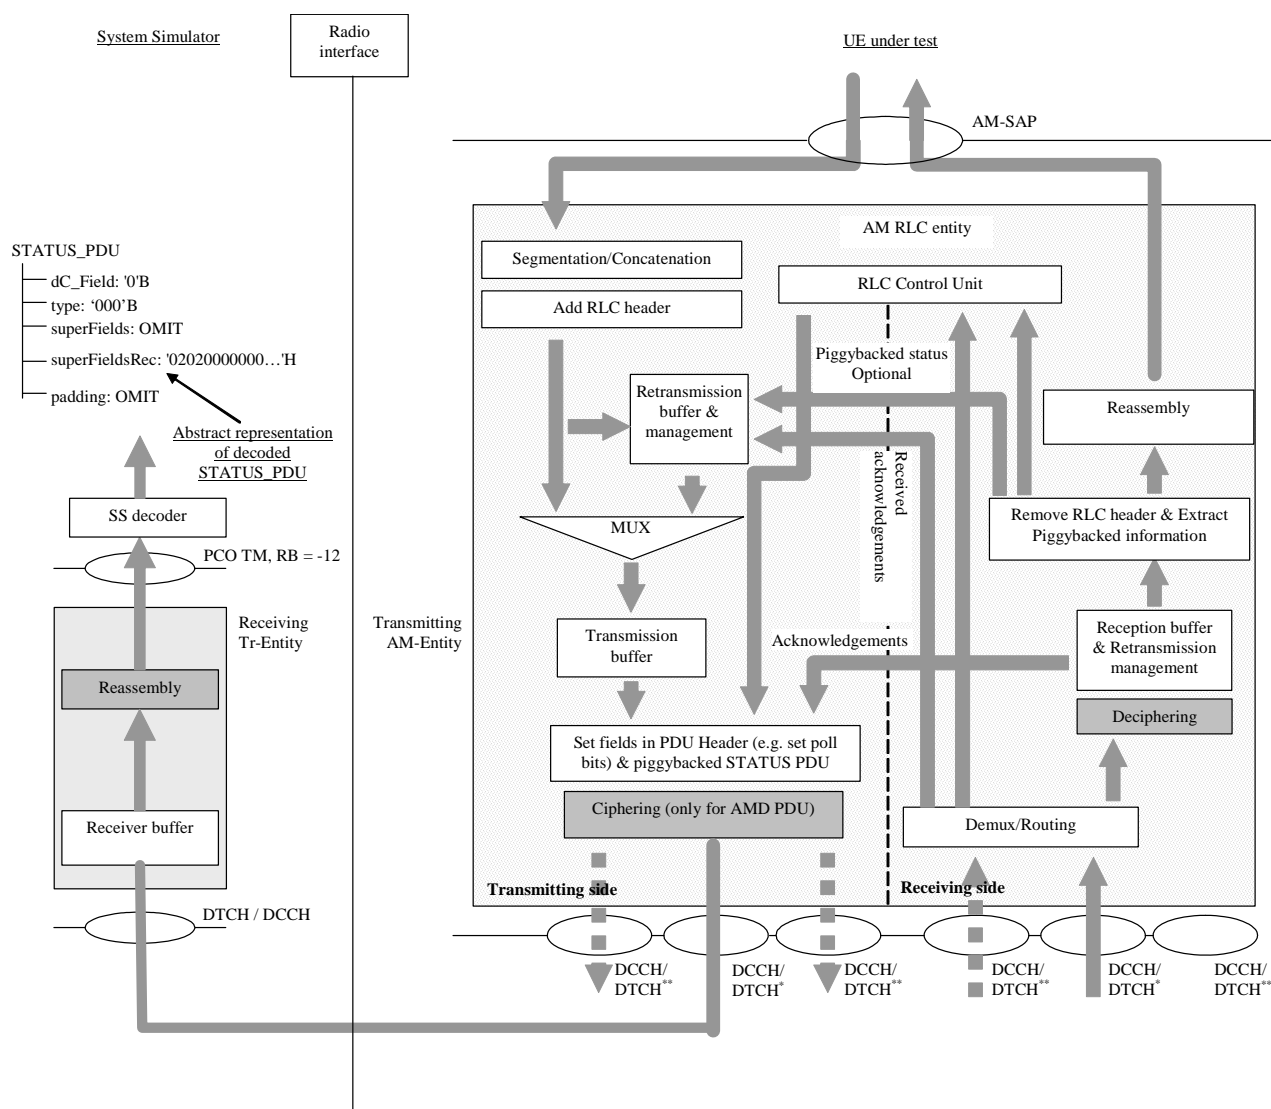 System Simulator
Radio
interface
UE under test
AM-SAP
STATUS_PDU
dC_Field: '0'B
type: ‘000’B
superFields: OMIT
superFieldsRec: '02020000000…'H
padding: OMIT
Abstract representation
of decoded
STATUS_PDU
SS decoder
PCO TM, RB = -12
Receiving
Tr-Entity
Reassembly
Receiver buffer
DTCH / DCCH
Transmitting
AM-Entity
AM RLC entity
Segmentation/Concatenation
Add RLC header
RLC Control Unit
Piggybacked status
Optional
Retransmission
buffer &
management
Reassembly
Received
acknowledgements
MUX
Remove RLC header & Extract
Piggybacked information
Transmission
buffer
Acknowledgements
Reception buffer
& Retransmission
management
Deciphering
Set fields in PDU Header (e.g. set poll
bits) & piggybacked STATUS PDU
Ciphering (only for AMD PDU)
Demux/Routing
Transmitting side
Receiving side
DCCH/
DTCH**
DCCH/
DTCH*
DCCH/
DTCH**
DCCH/
DTCH**
DCCH/
DTCH*
DCCH/
DTCH**